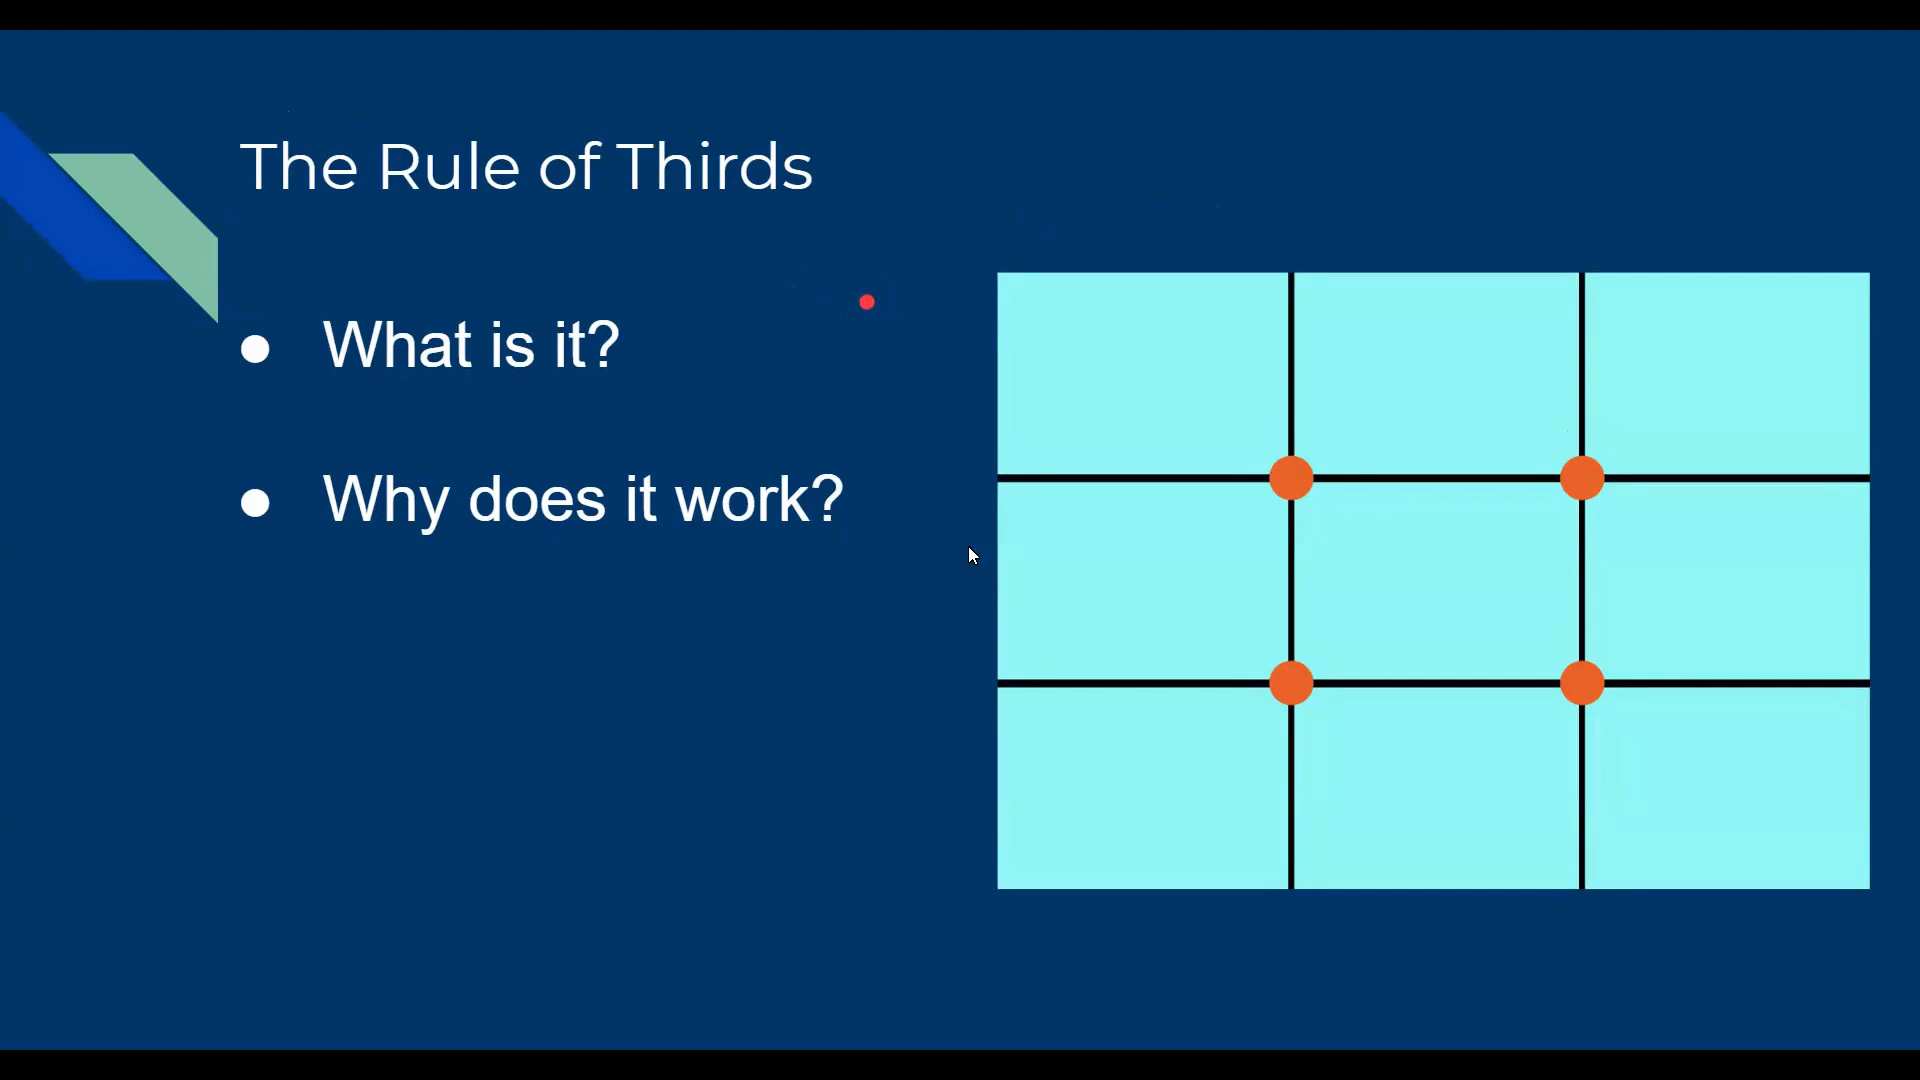 The Rule of Thirds
● What is it?
● Why does it work?